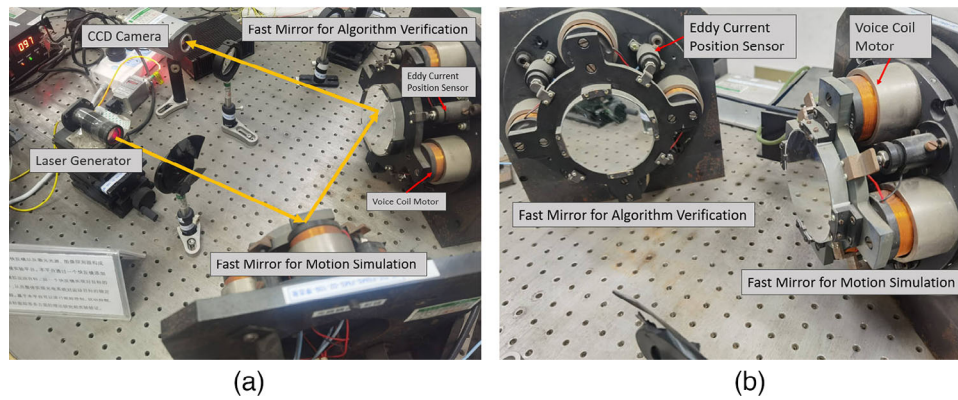 097
CCD Camera
Fast Mirror for Algorithm Verification
Eddy Current
Position Sensor
Laser Generator
Voice Coil Motor
Fast Mirror for Motion Simulation
(a)
Eddy Current
Position Sensor
Voice Coil
Motor
Fast Mirror for Algorithm Verification
Fast Mirror for Motion Simulation
(b)